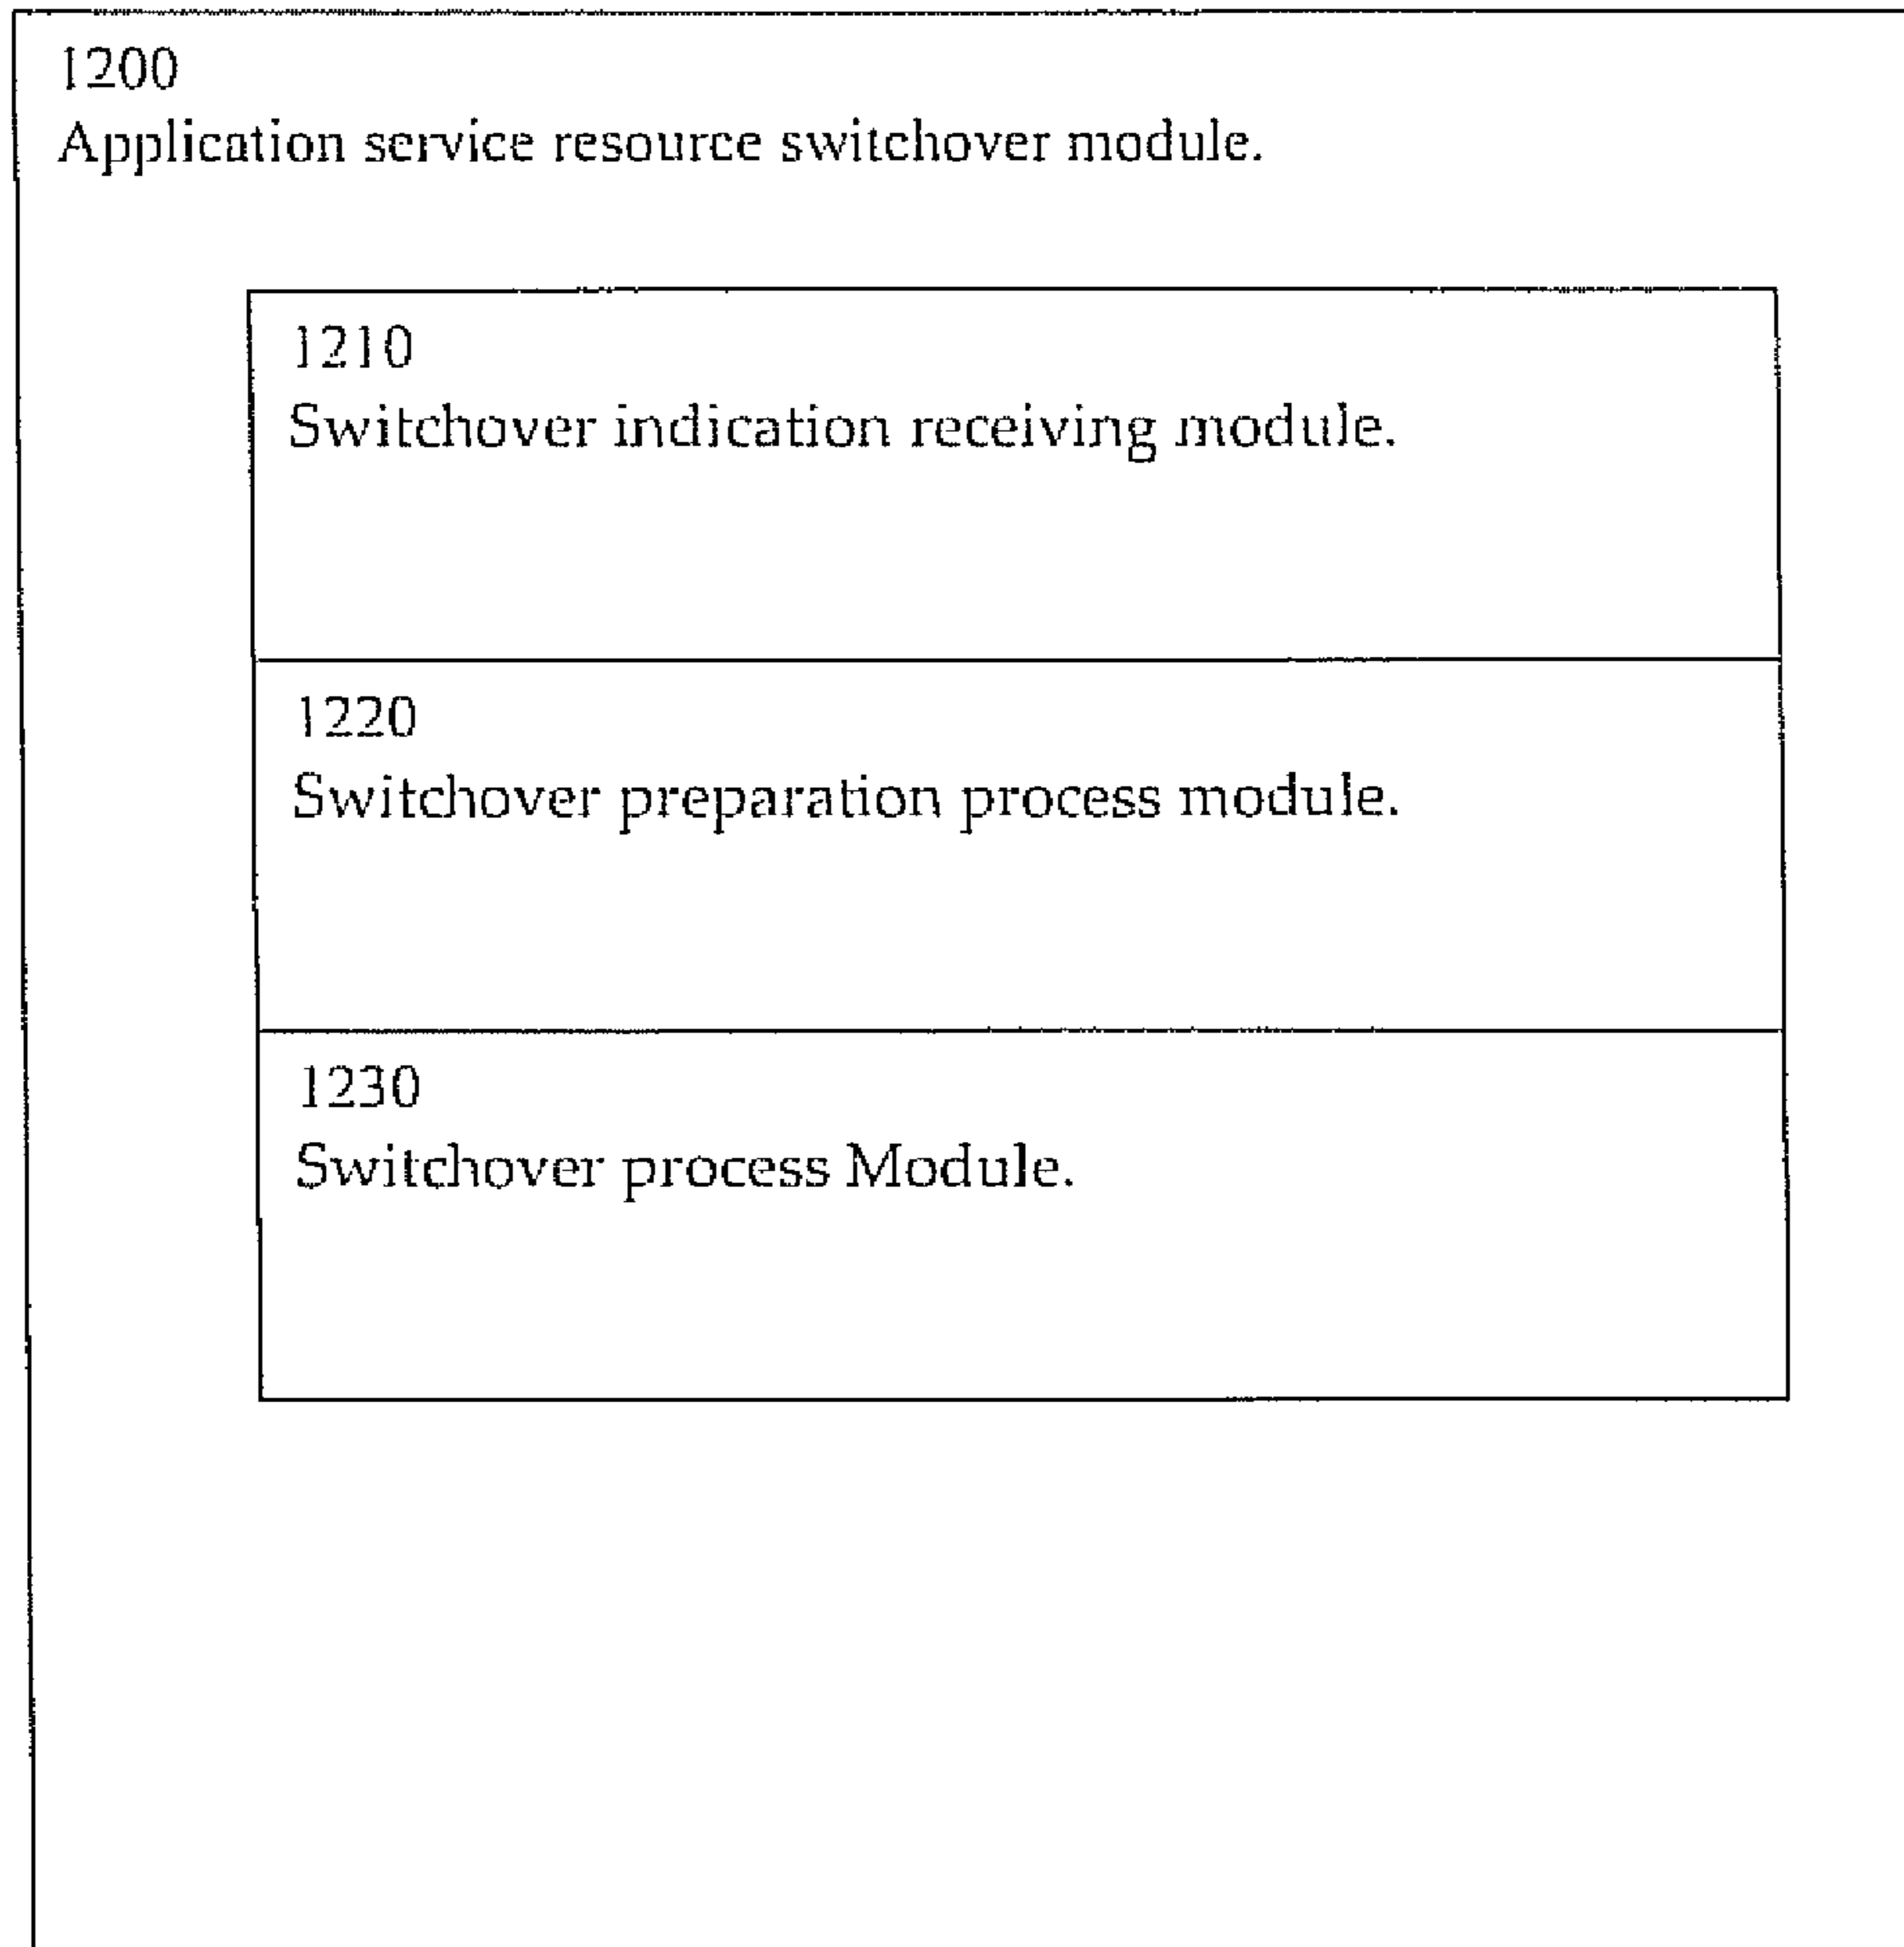 1200
Application service resource switchover module.
1210
Switchover indication receiving module.
1220
Switchover preparation process module.
1230
Switchover process Module.